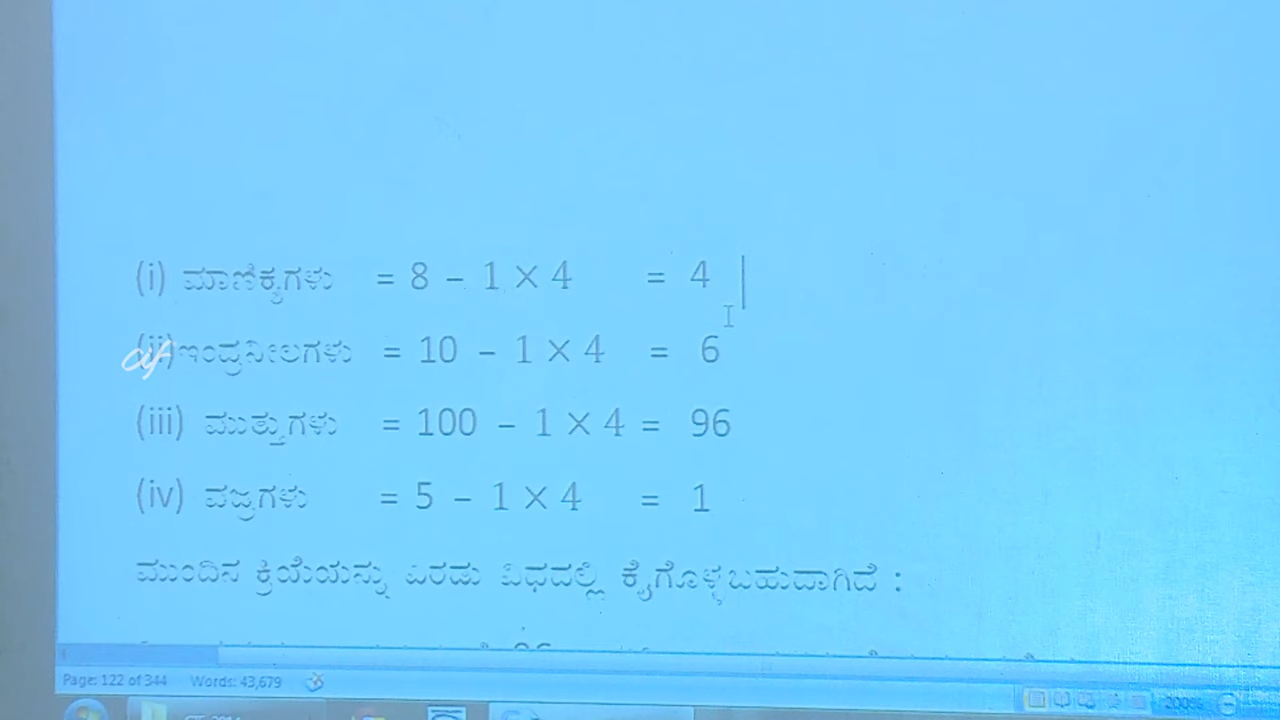 (i) ಮಾಣಿಕ್ಯಗಳು = 8 – 1 × 4 = 4
(ii) ಇಂದ್ರನೀಲಗಳು = 10 – 1 × 4 = 6
(iii) ಮುತ್ತುಗಳು = 100 – 1 × 4 = 96
(iv) ವಜ್ರಗಳು = 5 – 1 × 4 = 1
ಮುಂದಿನ ಕ್ರಿಯೆಯನ್ನು ಎರಡು ವಿಧದಲ್ಲಿ ಕೈಗೊಳ್ಳಬಹುದಾಗಿದೆ :
Page: 122 of 344 Words: 43,679 200%